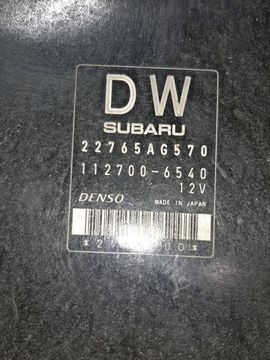 DW
SUBARU
22765AG570
112700-6540
12V
DENSO MADE IN JAPAN